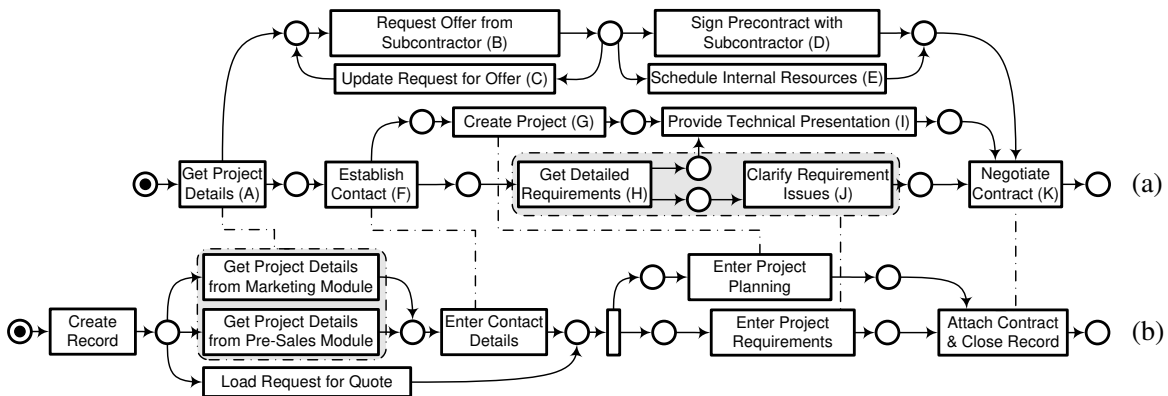 Request Offer from
Subcontractor (B)
Sign Precontract with
Subcontractor (D)
Update Request for Offer (C)
Schedule Internal Resources (E)
Create Project (G)
Provide Technical Presentation (I)
Get Project
Details (A)
Establish
Contact (F)
Get Detailed
Requirements (H)
Clarify Requirement
Issues (J)
Negotiate
Contract (K)
(a)
Get Project Details
from Marketing Module
Enter Project
Planning
Create
Record
Get Project Details
from Pre-Sales Module
Enter Contact
Details
Enter Project
Requirements
Attach Contract
& Close Record
(b)
Load Request for Quote